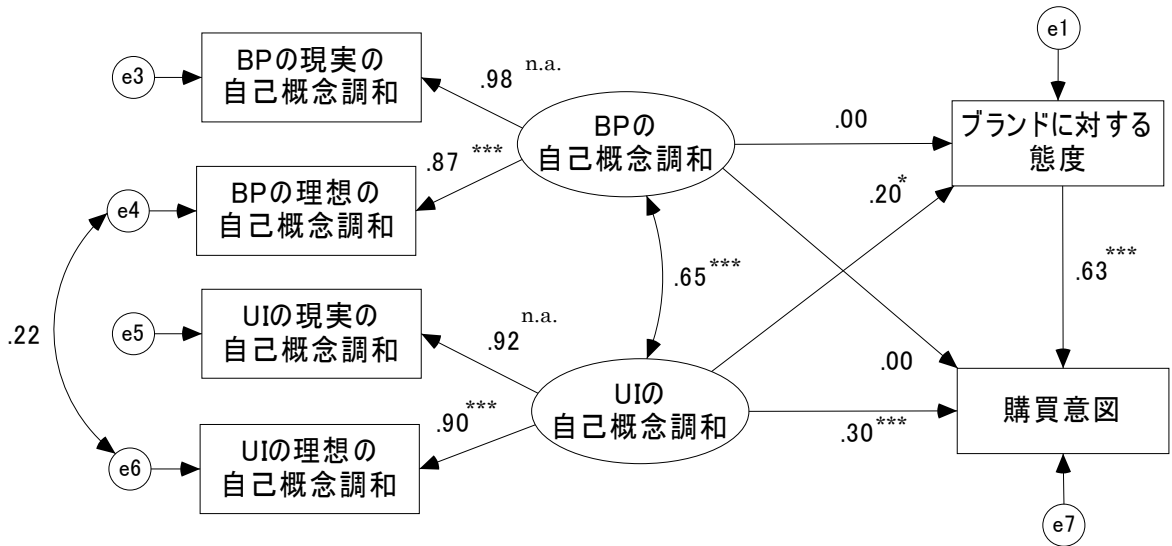 e1
e3
BPの現実の
自己概念調和
.98 n.a.
BPの
自己概念調和
.00
ブランドに対する
態度
.87 ***
.20*
e4
BPの理想の
自己概念調和
.65***
.63***
.22
e5
UIの現実の
自己概念調和
.92 n.a.
.00
UIの
自己概念調和
購買意図
.90***
.30***
e6
UIの理想の
自己概念調和
e7